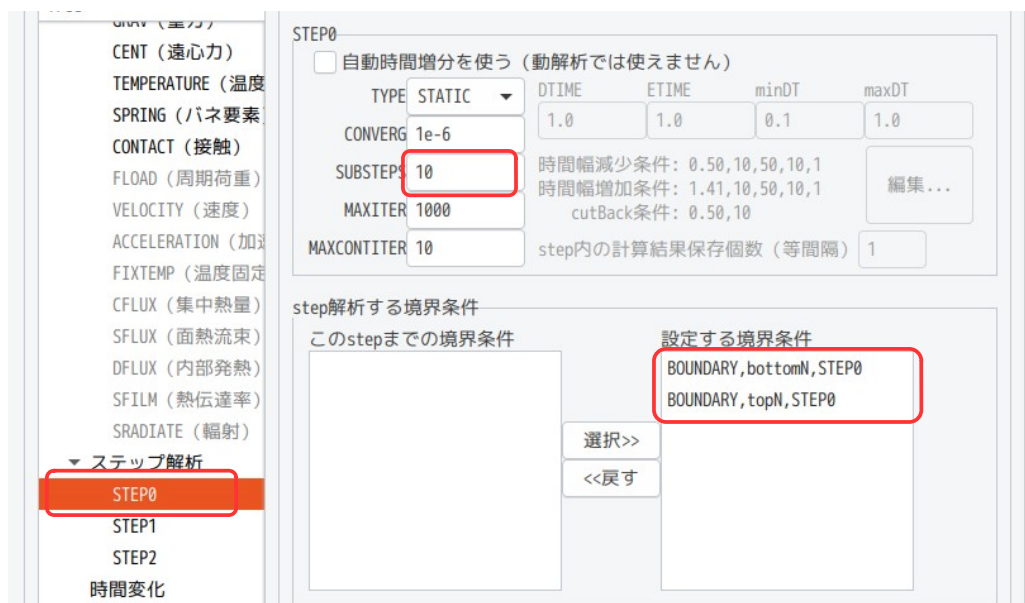 GRAV (重力)
CENT (遠心力)
TEMPERATURE (温度
SPRING (バネ要素
CONTACT (接触)
FLOAD (周期荷重)
VELOCITY (速度)
ACCELERATION (加速
FIXTEMP (温度固定
CFLUX (集中熱量)
SFLUX (面熱流束)
DFLUX (内部発熱)
SFILM (熱伝達率)
SRADIATE (輻射)
ステップ解析
STEP0
STEP1
STEP2
時間変化
STEP0
自動時間増分を使う (動解析では使えません)
TYPE STATIC
DTIME ETIME minDT maxDT
1.0 1.0 0.1 1.0
CONVERG 1e-6
SUBSTEPS 10
MAXITER 1000
MAXCONTITER 10
時間幅減少条件: 0.50,10,50,10,1
時間幅増加条件: 1.41,10,50,10,1
cutBack条件: 0.50,10
編集...
step内の計算結果保存個数 (等間隔) 1
step解析する境界条件
このstepまでの境界条件
設定する境界条件
BOUNDARY,bottomN,STEP0
BOUNDARY,topN,STEP0
選択>>
<<戻す